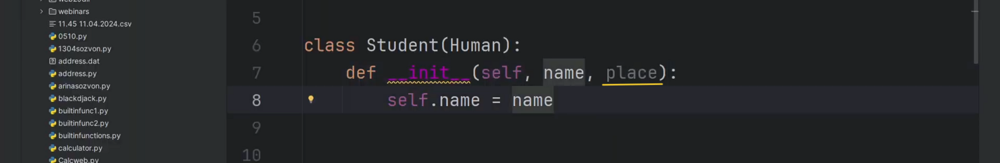 webinars
11.45 11.04.2024.csv
0510.py
1304sozvon.py
address.dat
address.py
arinasozvon.py
blackdjack.py
builtinfunc1.py
builtinfunc2.py
builtinfunctions.py
calculator.py
Calcweb.py
5
6 class Student(Human):
7 def __init__(self, name, place):
8 self.name = name
9
10